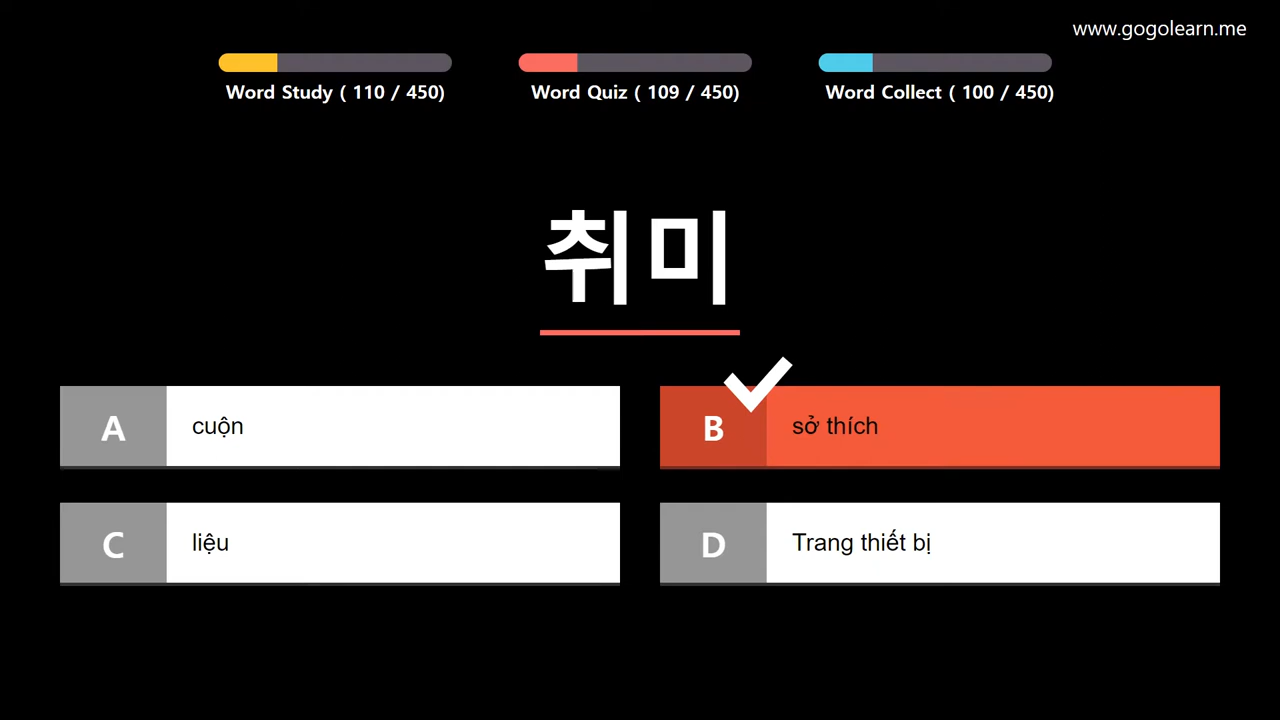 www.gogolearn.me
Word Study ( 110 / 450)
Word Quiz ( 109 / 450)
Word Collect ( 100 / 450)
취미
A
cuộn
B
sở thích
C
liệu
D
Trang thiết bị